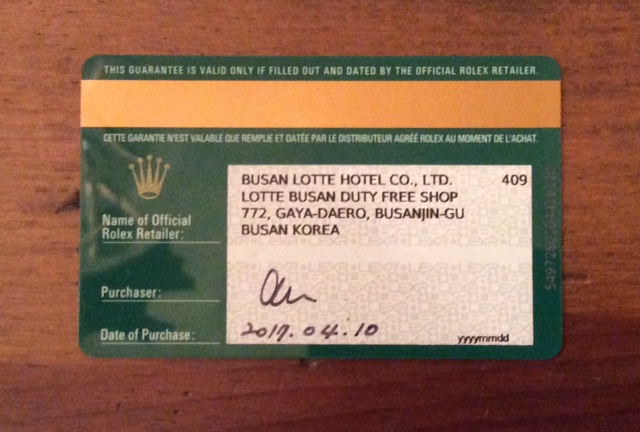 THIS GUARANTEE IS VALID ONLY IF FILLED OUT AND DATED BY THE OFFICIAL ROLEX RETAILER.
CETTE GARANTIE N'EST VALABLE QUE REMPLIE ET DATÉE PAR LE DISTRIBUTEUR AGRÉÉ ROLEX AU MOMENT DE L'ACHAT.
BUSAN LOTTE HOTEL CO., LTD. 409
LOTTE BUSAN DUTY FREE SHOP
772, GAYA-DAERO, BUSANJIN-GU
BUSAN KOREA
Name of Official
Rolex Retailer:
Purchaser:
Date of Purchase: 2017.04.10
yyyymmdd